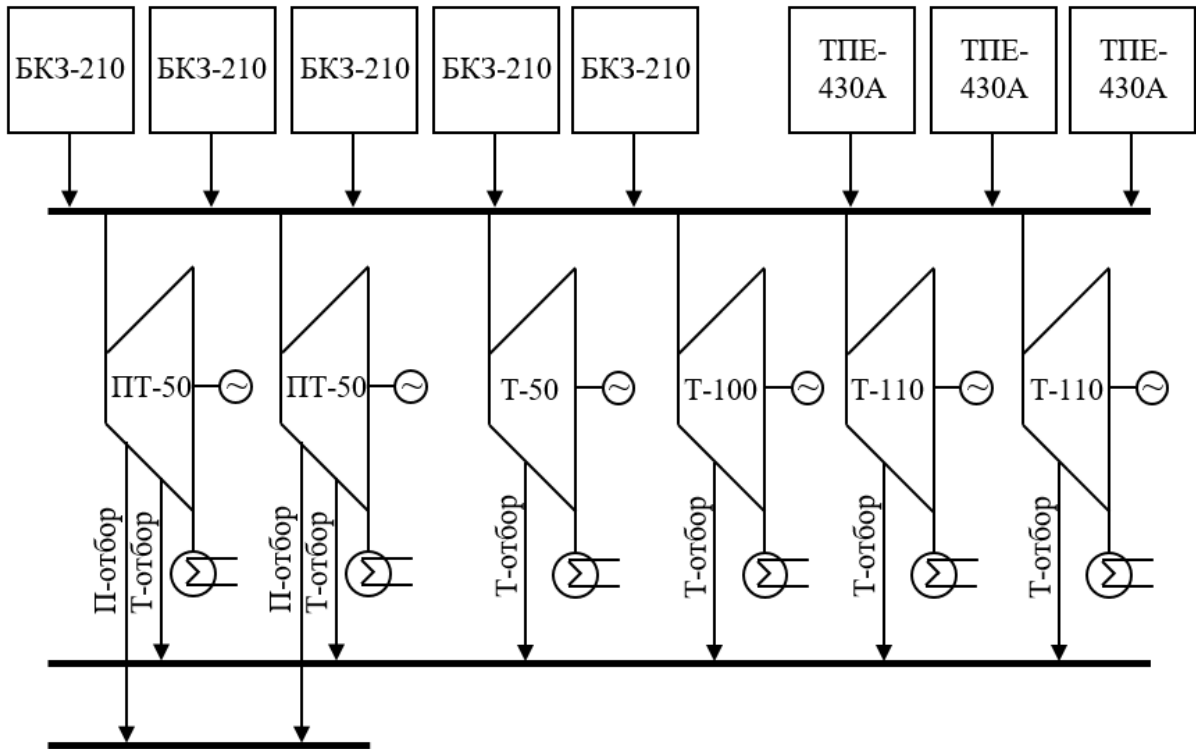 БКЗ-210
БКЗ-210
БКЗ-210
БКЗ-210
БКЗ-210
ТПЕ-
430А
ТПЕ-
430А
ТПЕ-
430А
ПТ-50
ПТ-50
Т-50
Т-100
Т-110
Т-110
~
~
~
~
~
~
П-отбор
Т-отбор
П-отбор
Т-отбор
Т-отбор
Т-отбор
Т-отбор
Т-отбор